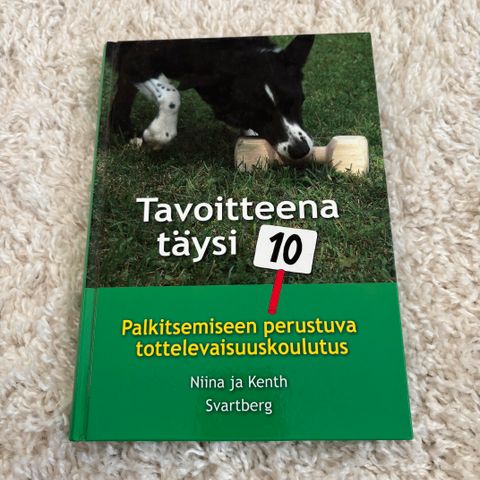 Tavoitteena
täysi 10
Palkitsemiseen perustuva
tottelevaisuuskoulutus
Niina ja Kenth
Svartberg